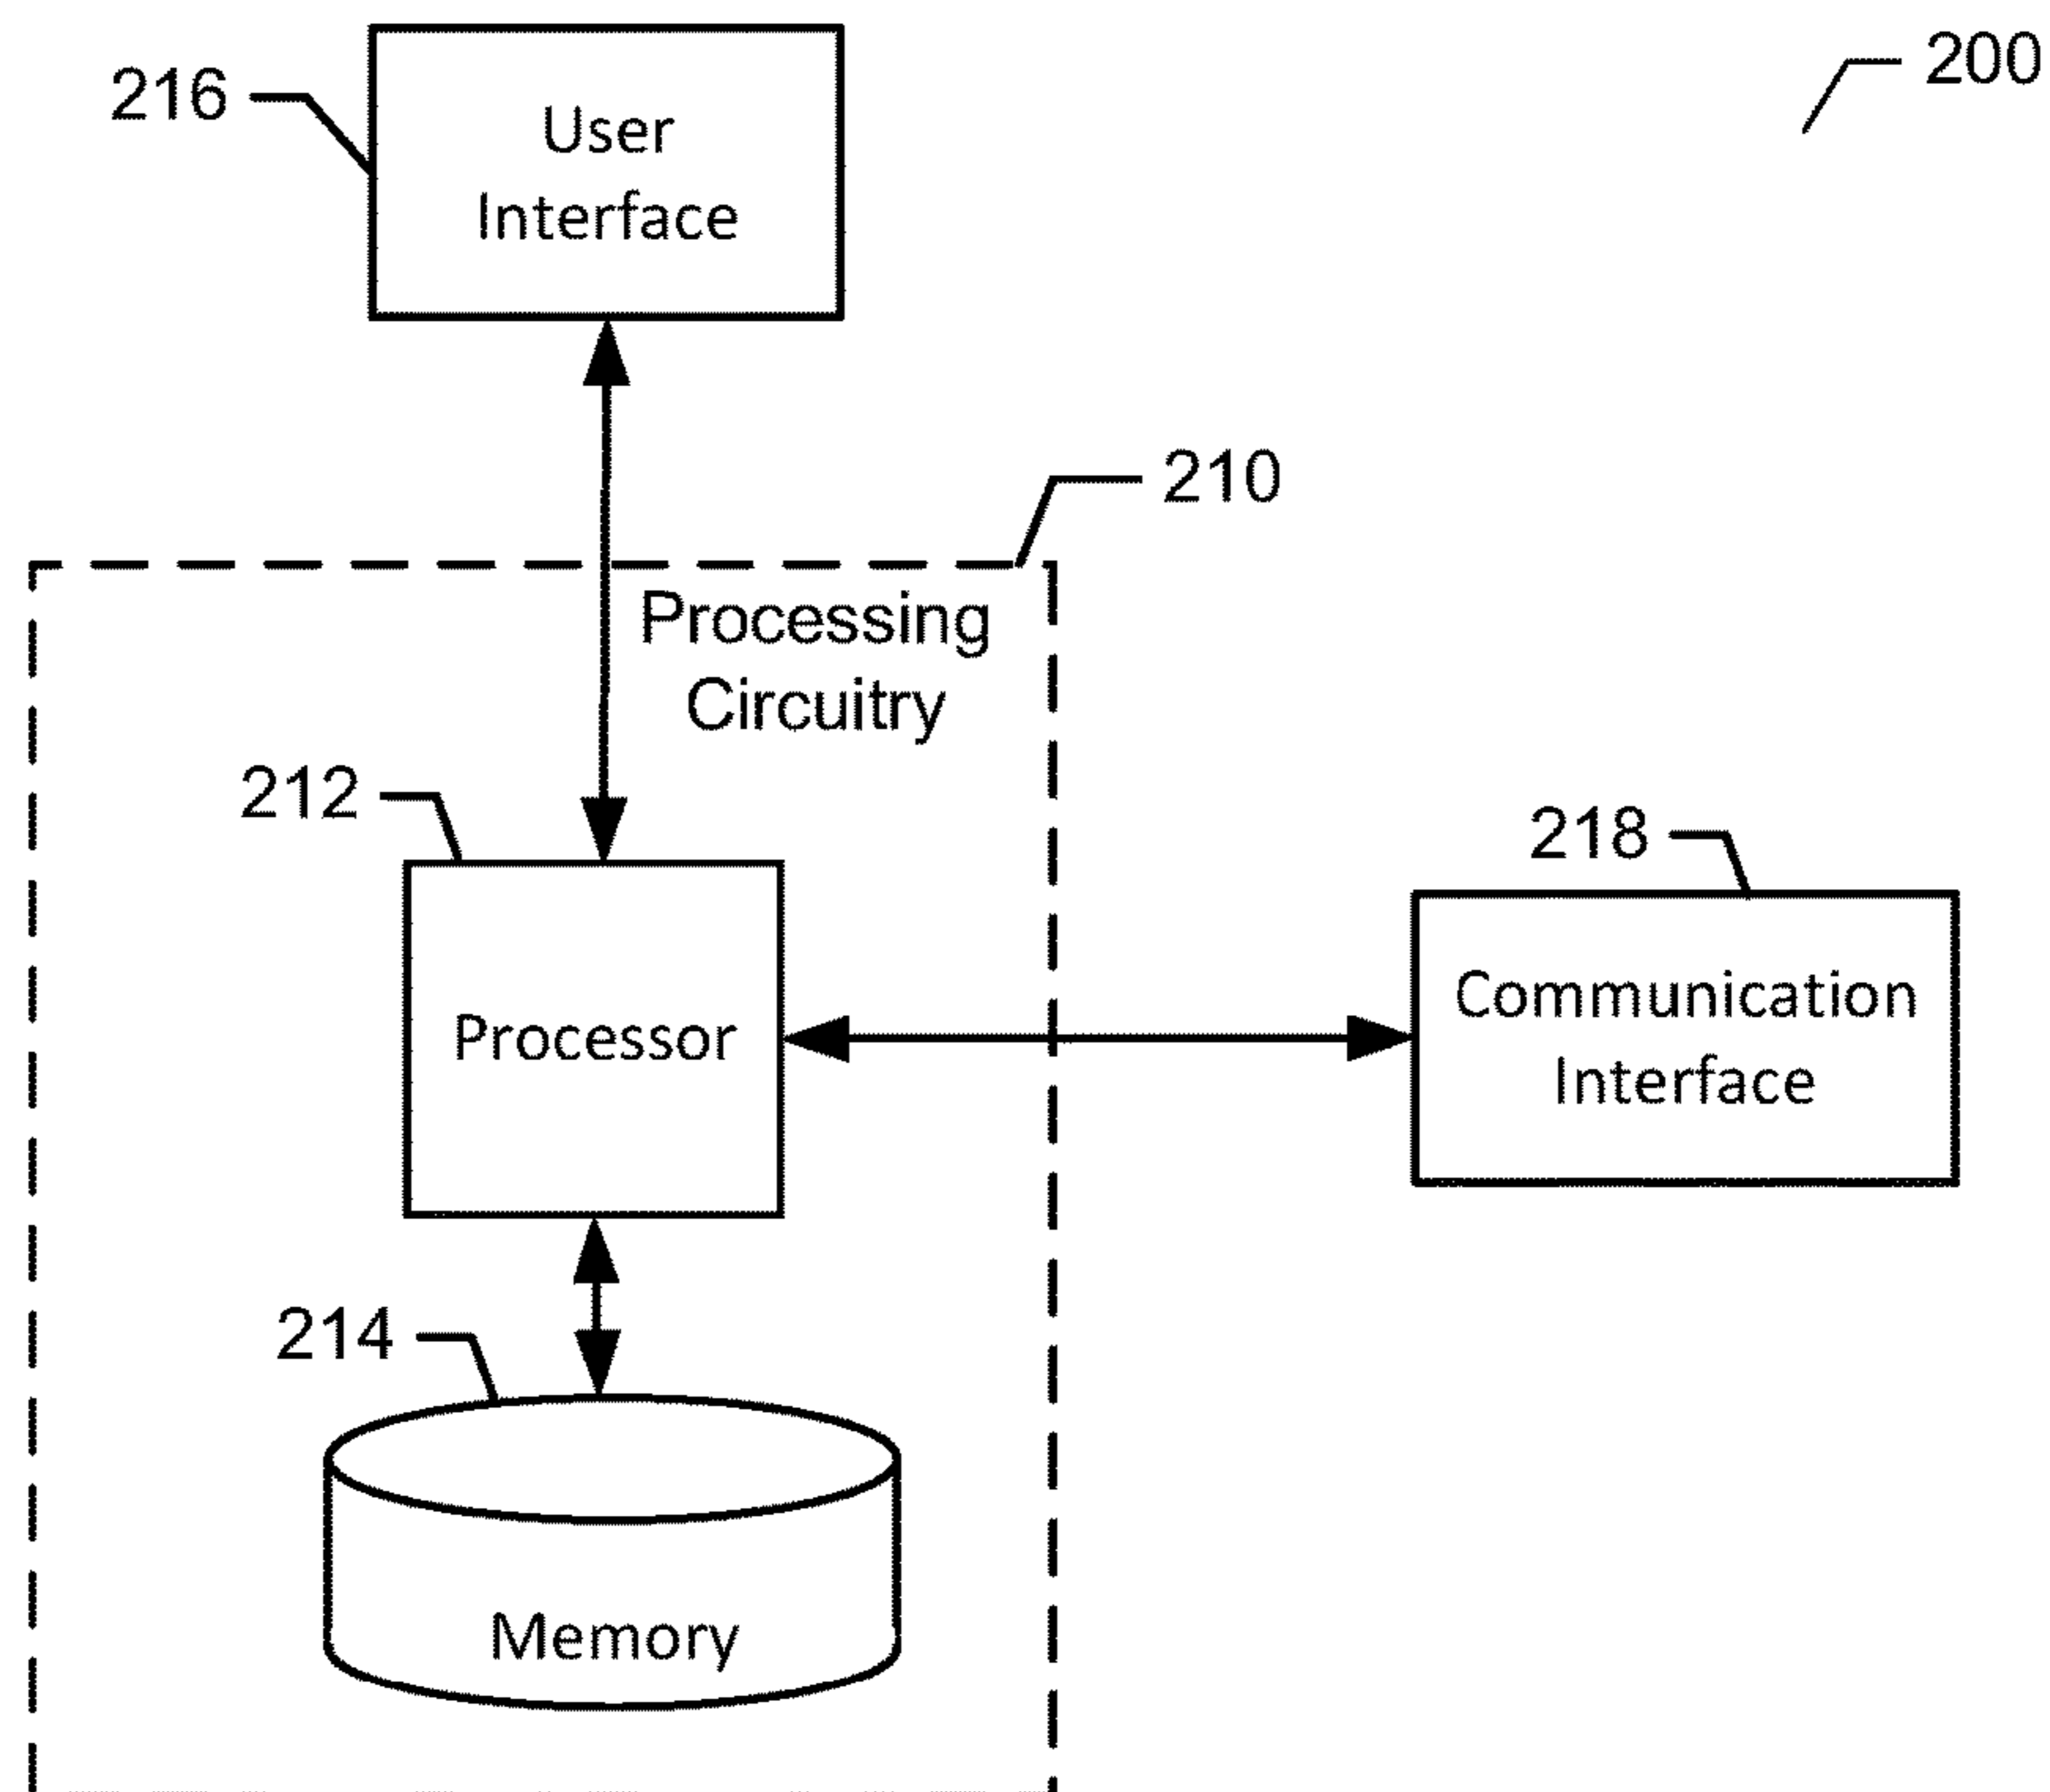 200
216
User
Interface
210
Processing
Circuitry
212
218
Processor
Communication
Interface
214
Memory